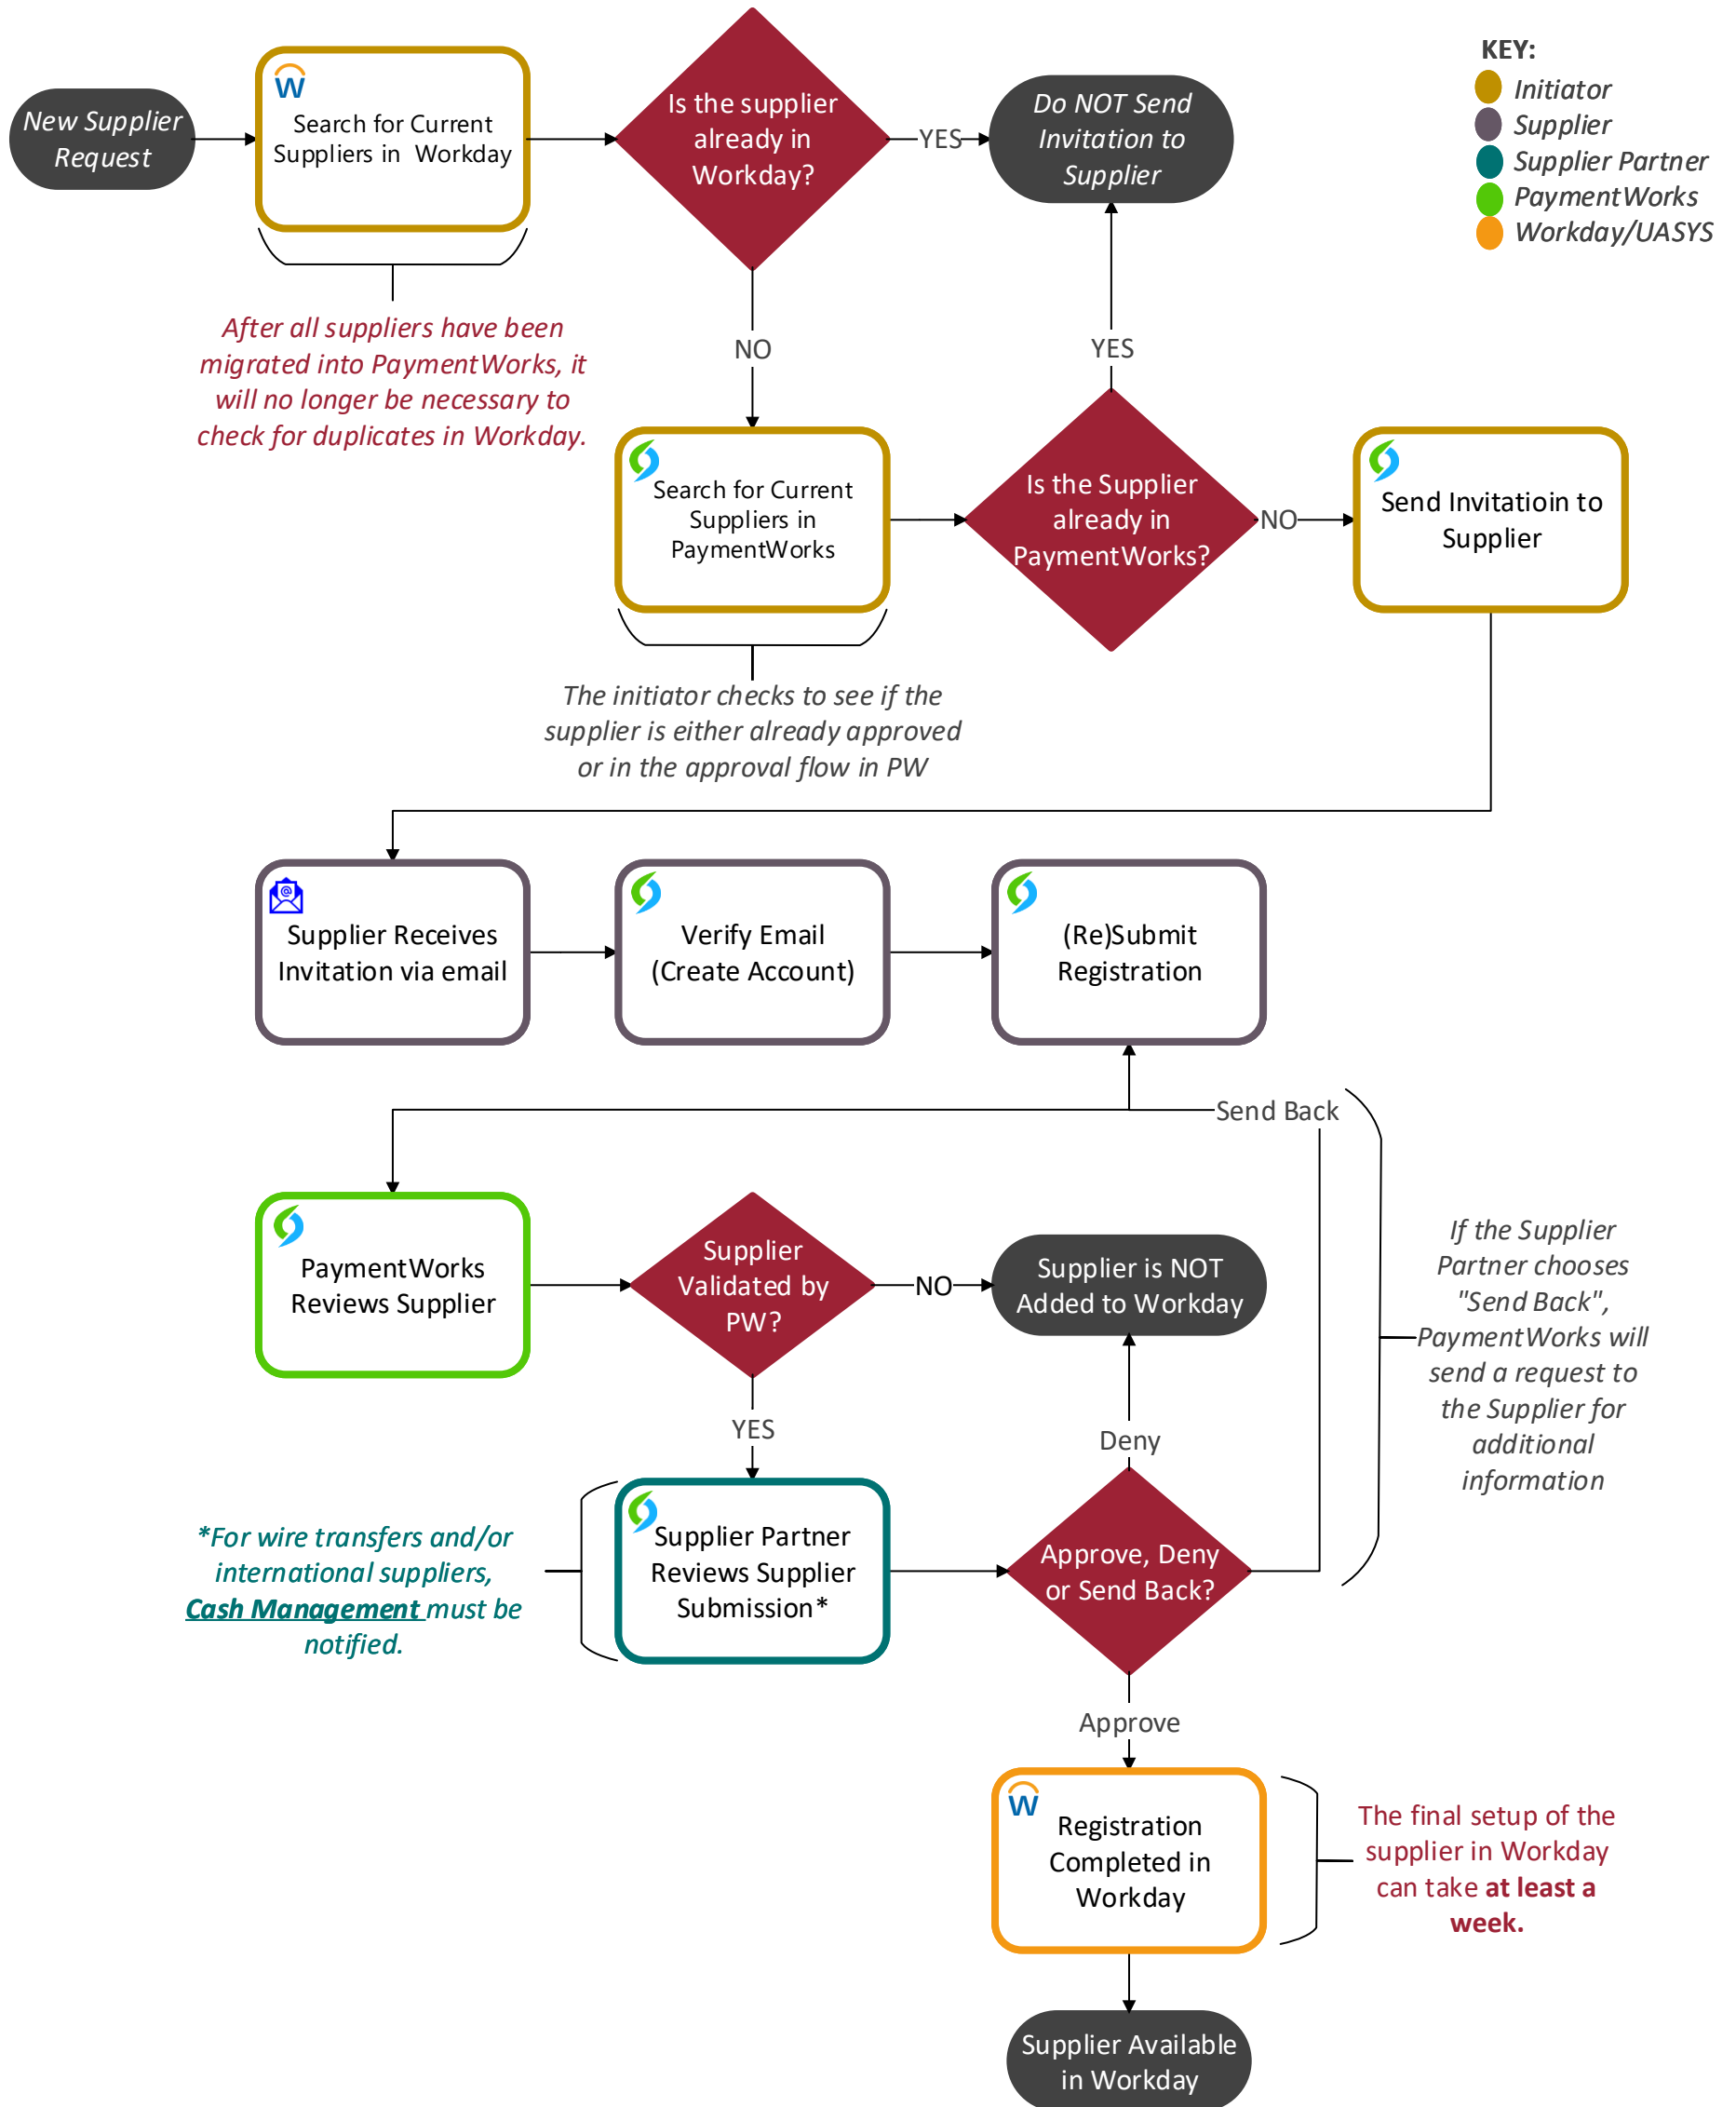 New Supplier
Request
W
Search for Current
Suppliers in Workday
Is the supplier
already in
Workday?
YES
Do NOT Send
Invitation to
Supplier
KEY:
Initiator
Supplier
Supplier Partner
PaymentWorks
Workday/UASYS
After all suppliers have been
migrated into PaymentWorks, it
will no longer be necessary to
check for duplicates in Workday.
NO
YES
Search for Current
Suppliers in
PaymentWorks
Is the Supplier
already in
PaymentWorks?
NO
Send Invitatioin to
Supplier
The initiator checks to see if the
supplier is either already approved
or in the approval flow in PW
@
Supplier Receives
Invitation via email
Verify Email
(Create Account)
(Re)Submit
Registration
Send Back
PaymentWorks
Reviews Supplier
Supplier
Validated by
PW?
NO
Supplier is NOT
Added to Workday
If the Supplier
Partner chooses
"Send Back",
PaymentWorks will
send a request to
the Supplier for
additional
information
YES
Deny
*For wire transfers and/or
international suppliers,
Cash Management must be
notified.
Supplier Partner
Reviews Supplier
Submission*
Approve, Deny
or Send Back?
Approve
W
Registration
Completed in
Workday
The final setup of the
supplier in Workday
can take at least a
week.
Supplier Available
in Workday